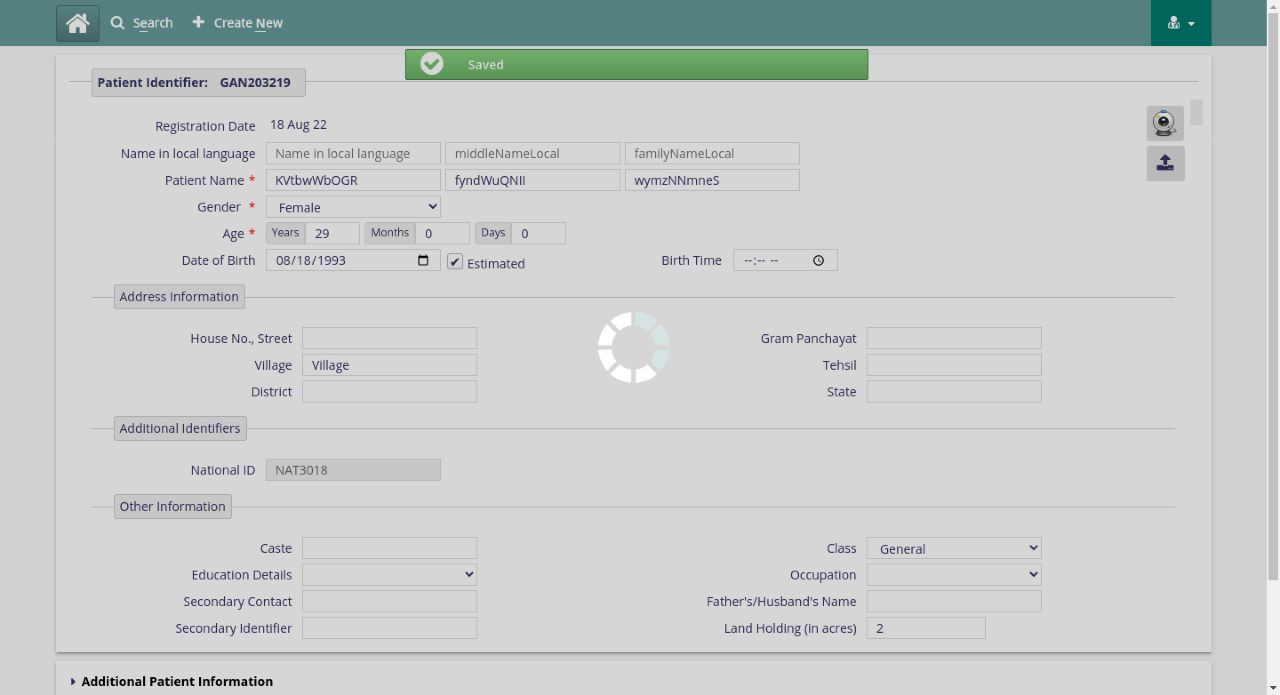 Search Create New
Saved
Patient Identifier: GAN203219
Registration Date 18 Aug 22
Name in local language Name in local language middleNameLocal familyNameLocal
Patient Name * KVtbwWbOGR fyndWuQNII wymzNNmneS
Gender * Female
Age * Years 29 Months 0 Days 0
Date of Birth 08/18/1993 Estimated Birth Time --:-- --
Address Information
House No., Street Gram Panchayat
Village Village Tehsil
District State
Additional Identifiers
National ID NAT3018
Other Information
Caste Class General
Education Details Occupation
Secondary Contact Father's/Husband's Name
Secondary Identifier Land Holding (in acres) 2
Additional Patient Information